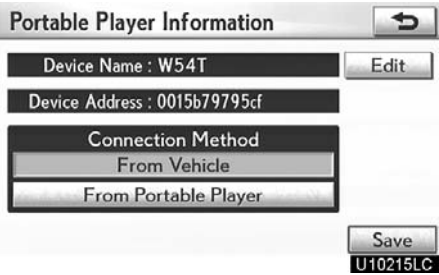 Portable Player Information
Device Name : W54T
Edit
Device Address : 0015b79795cf
Connection Method
From Vehicle
From Portable Player
Save
U10215LC